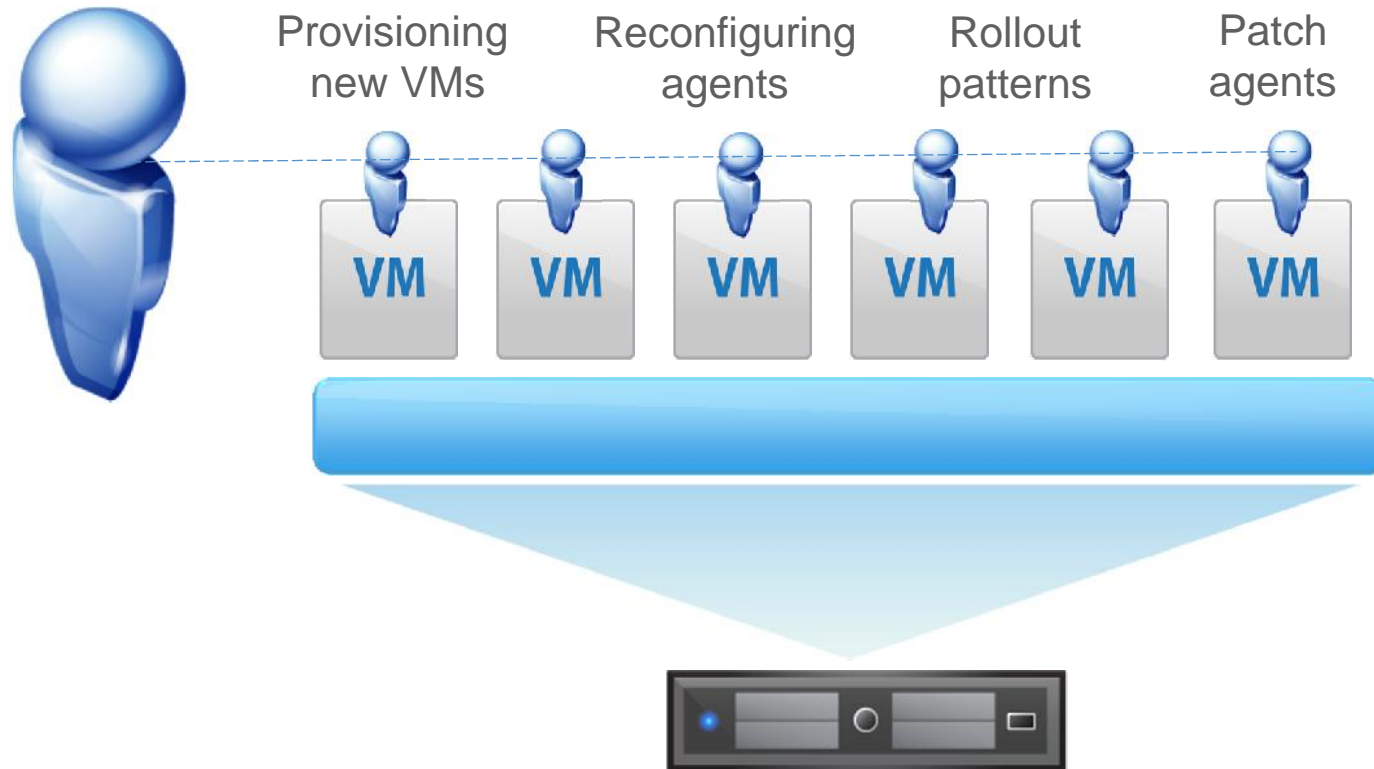 Provisioning
new VMs
Reconfiguring
agents
Rollout
patterns
Patch
agents
VM
VM
VM
VM
VM
VM